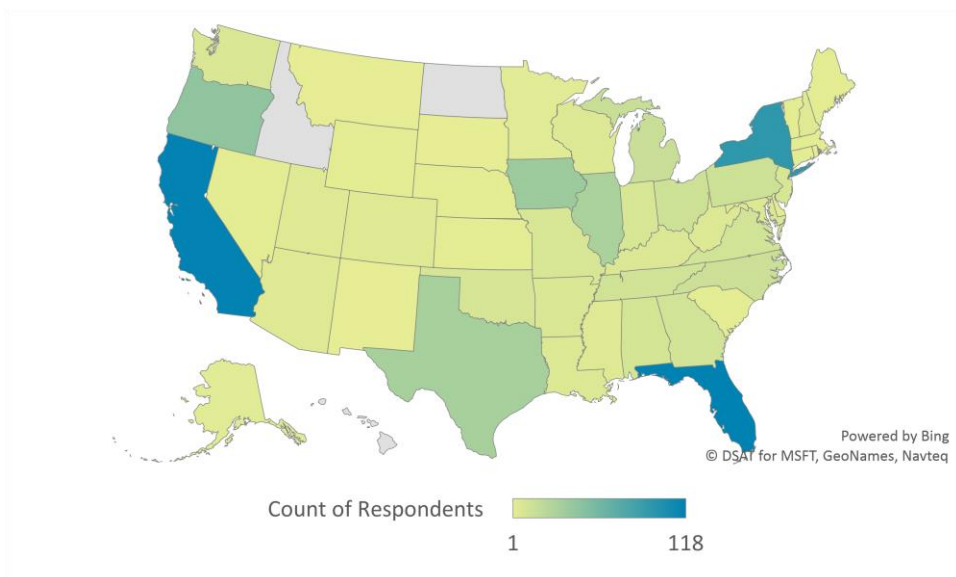 Powered by Bing
© DSAT for MSFT, GeoNames, Navteq
Count of Respondents
1
118